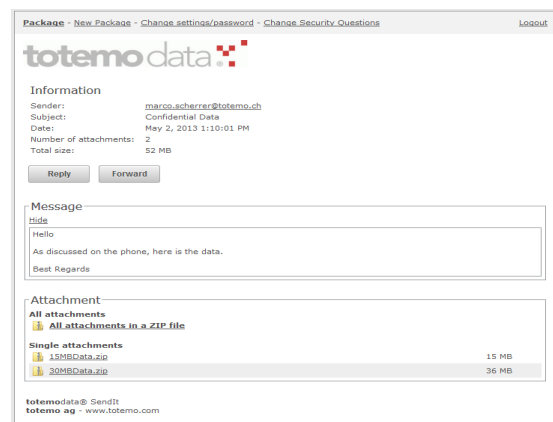 Package - New Package - Change settings/password - Change Security Questions Logout
totemo data
Information
Sender: marco.scherrer@totemo.ch
Subject: Confidential Data
Date: May 2, 2013 1:10:01 PM
Number of attachments: 2
Total size: 52 MB
Reply Forward
Message
Hide
Hello
As discussed on the phone, here is the data.
Best Regards
Attachment
All attachments
All attachments in a ZIP file
Single attachments
15MBData.zip 15 MB
30MBData.zip 36 MB
totemodata® SendIt
totemo ag - www.totemo.com